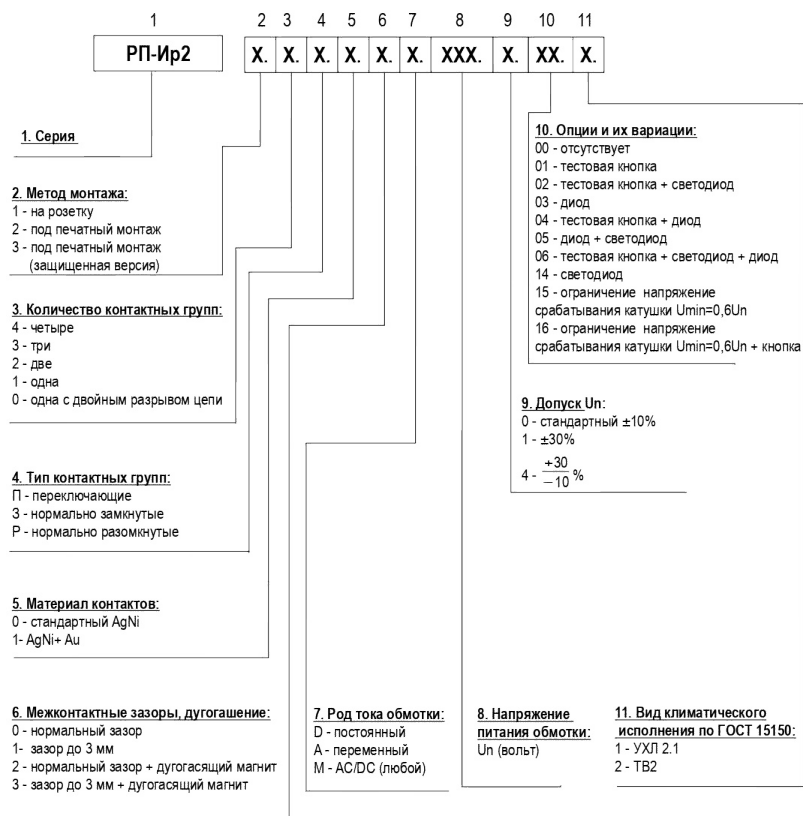 1 2 3 4 5 6 7 8 9 10 11
РП-Ир2 X. X. X. X. X. X. XXX. X. XX. X.
1. Серия
2. Метод монтажа:
1 - на розетку
2 - под печатный монтаж
3 - под печатный монтаж
(защищенная версия)
3. Количество контактных групп:
4 - четыре
3 - три
2 - две
1 - одна
0 - одна с двойным разрывом цепи
4. Тип контактных групп:
П - переключающие
З - нормально замкнутые
Р - нормально разомкнутые
5. Материал контактов:
0 - стандартный AgNi
1- AgNi+ Au
6. Межконтактные зазоры, дугогашение:
0 - нормальный зазор
1- зазор до 3 мм
2 - нормальный зазор + дугогасящий магнит
3 - зазор до 3 мм + дугогасящий магнит
7. Род тока обмотки:
D - постоянный
A - переменный
M - AC/DC (любой)
8. Напряжение
питания обмотки:
Un (вольт)
9. Допуск Un:
0 - стандартный ±10%
1 - ±30%
4 - +30/−10 %
10. Опции и их вариации:
00 - отсутствует
01 - тестовая кнопка
02 - тестовая кнопка + светодиод
03 - диод
04 - тестовая кнопка + диод
05 - диод + светодиод
06 - тестовая кнопка + светодиод + диод
14 - светодиод
15 - ограничение напряжение
срабатывания катушки Umin=0,6Un
16 - ограничение напряжение
срабатывания катушки Umin=0,6Un + кнопка
11. Вид климатического
исполнения по ГОСТ 15150:
1 - УХЛ 2.1
2 - ТВ2